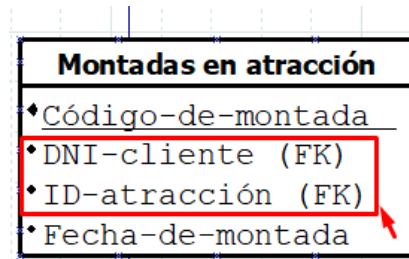 Montadas en atracción
Código-de-montada
DNI-cliente (FK)
ID-atracción (FK)
Fecha-de-montada